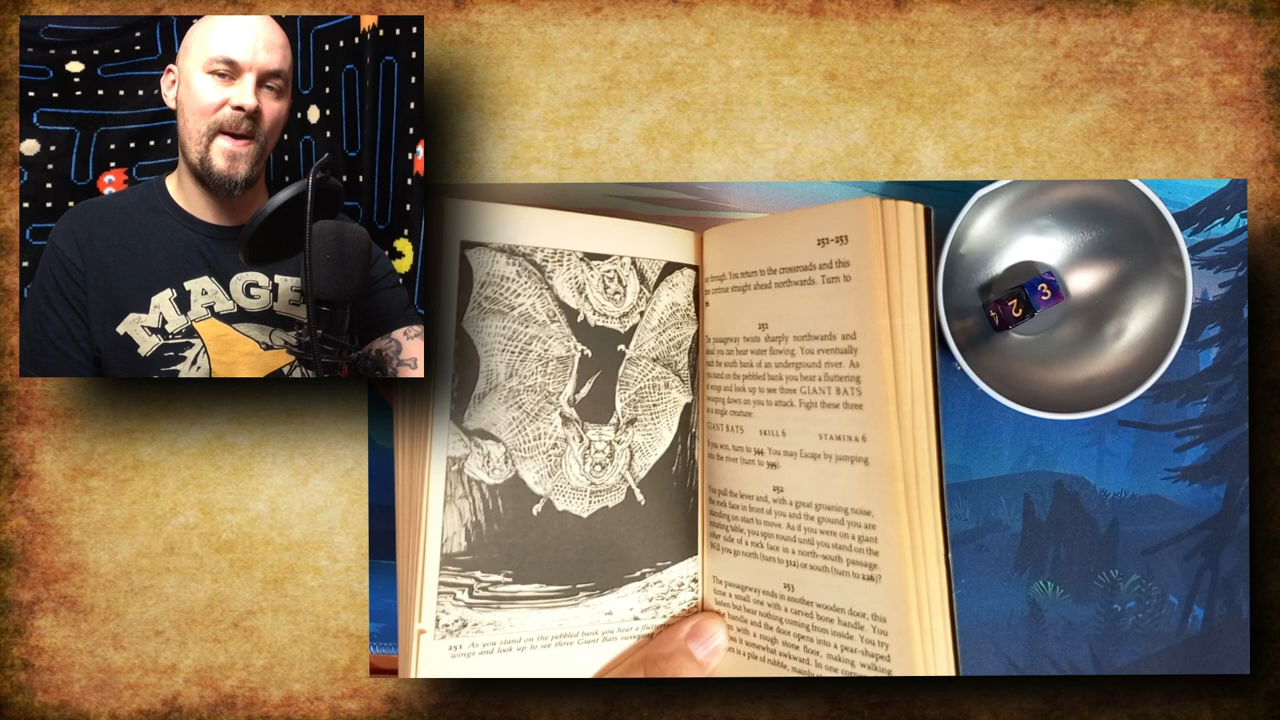 MAGE
251–253
through. You return to the crossroads and this
continue straight ahead northwards. Turn to
251
passageway twists sharply northwards and
you can hear water flowing. You eventually
the south bank of an underground river. As
you stand on the pebbled bank you hear a fluttering
of wings and look up to see three GIANT BATS
swooping down on you to attack. Fight these three
a single creature:
GIANT BATS SKILL 6 STAMINA 6
If you win, turn to 344. You may Escape by jumping
into the river (turn to 399).
252
You pull the lever and, with a great groaning noise,
the rock face in front of you and the ground you are
standing on start to move. As if you were on a giant
rotating table, you spin round until you stand on the
other side of a rock face in a north-south passage.
Will you go north (turn to 312) or south (turn to 226)?
253
The passageway ends in another wooden door, this
time a small one with a carved bone handle. You
listen but hear nothing coming from inside. You try
handle and the door opens into a pear-shaped
with a rough stone floor, making walking
it somewhat awkward. In one
is a pile of rubble, mainly
251 As you stand on the pebbled bank you hear a
wings and look up to see three Giant Bats swooping
3
2
4